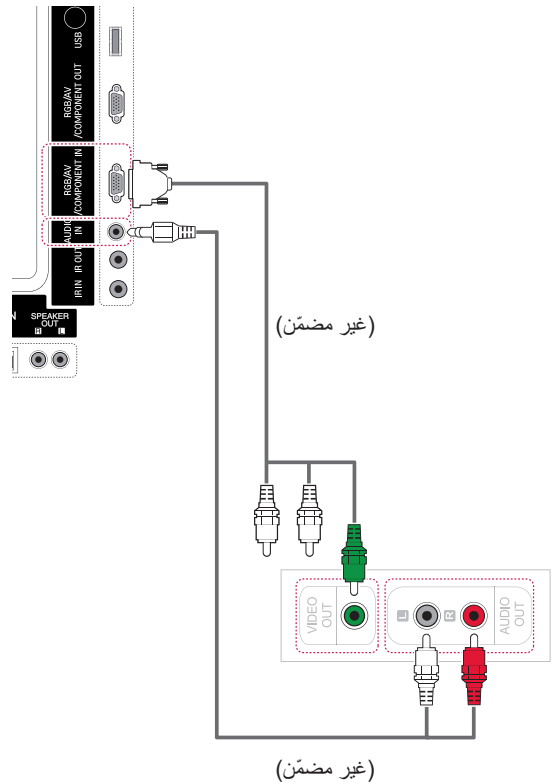 USB
RGB/AV
/COMPONENT OUT
RGB/AV
/COMPONENT IN
AUDIO
IN
IR OUT
IR IN
N
SPEAKER
OUT
R L
(غير مضمّن)
VIDEO
OUT
L R
AUDIO
OUT
(غير مضمّن)